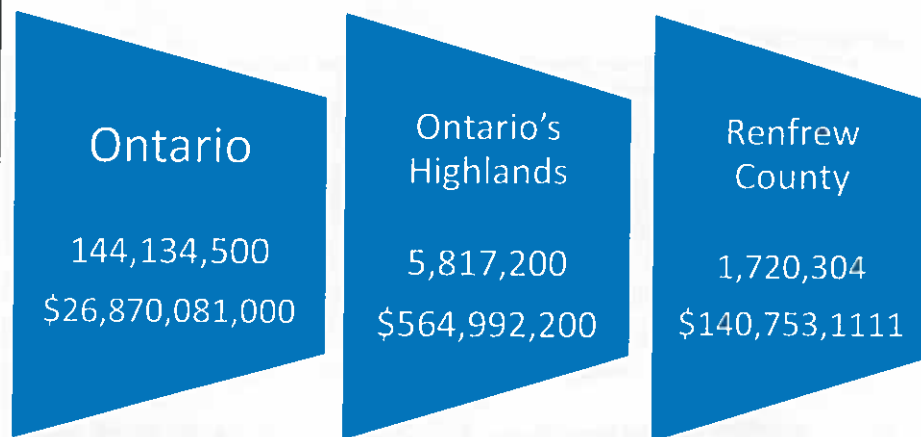 Ontario
144,134,500
$26,870,081,000
Ontario's
Highlands
5,817,200
$564,992,200
Renfrew
County
1,720,304
$140,753,1111